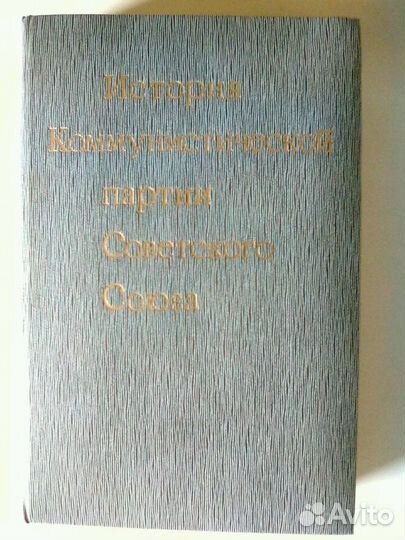 История
Коммунистической
партии
Советского
Союза
Avito